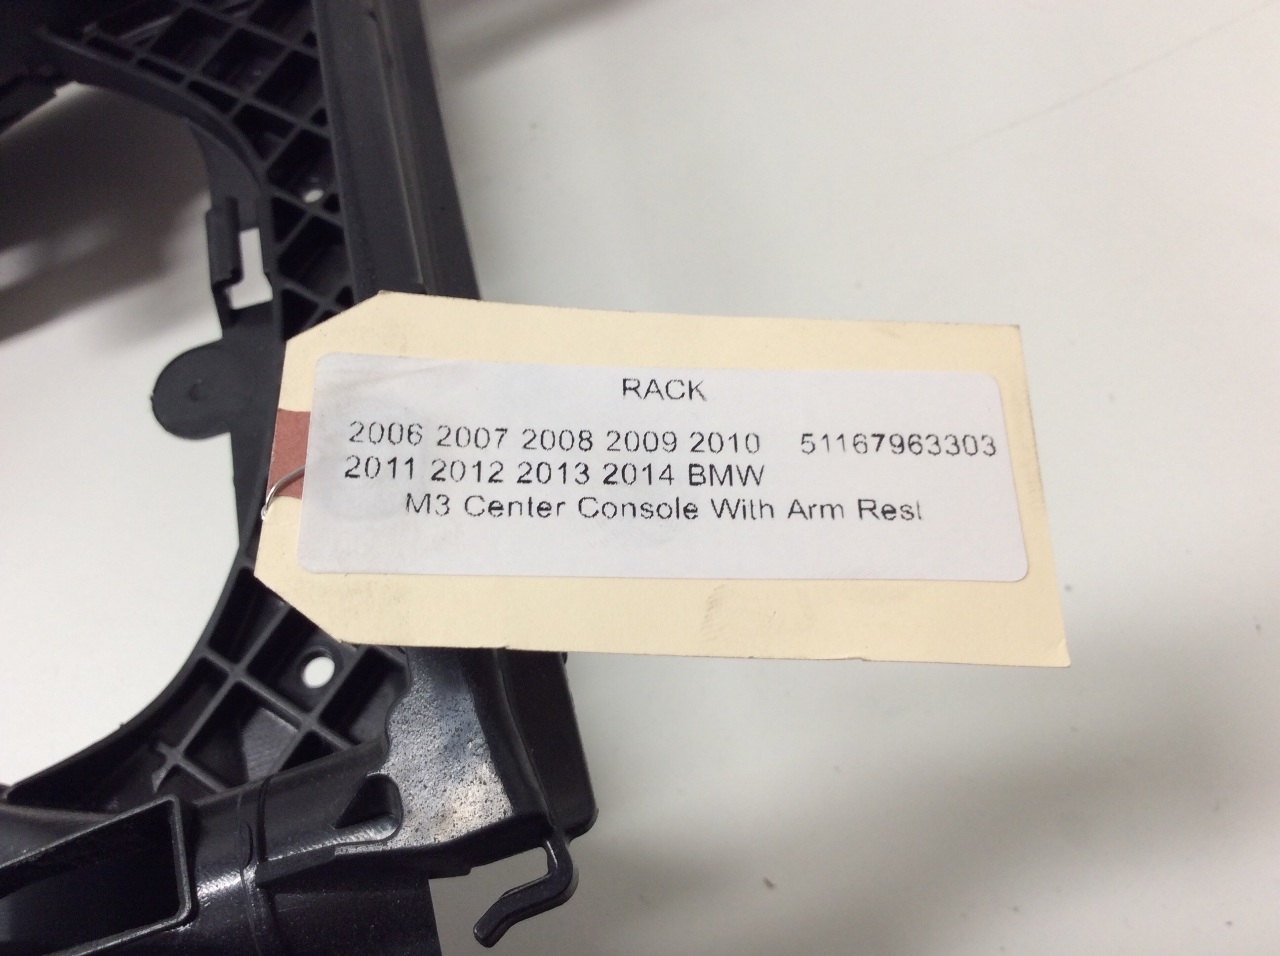 RACK
2006 2007 2008 2009 2010 51167963303
2011 2012 2013 2014 BMW
M3 Center Console With Arm Rest